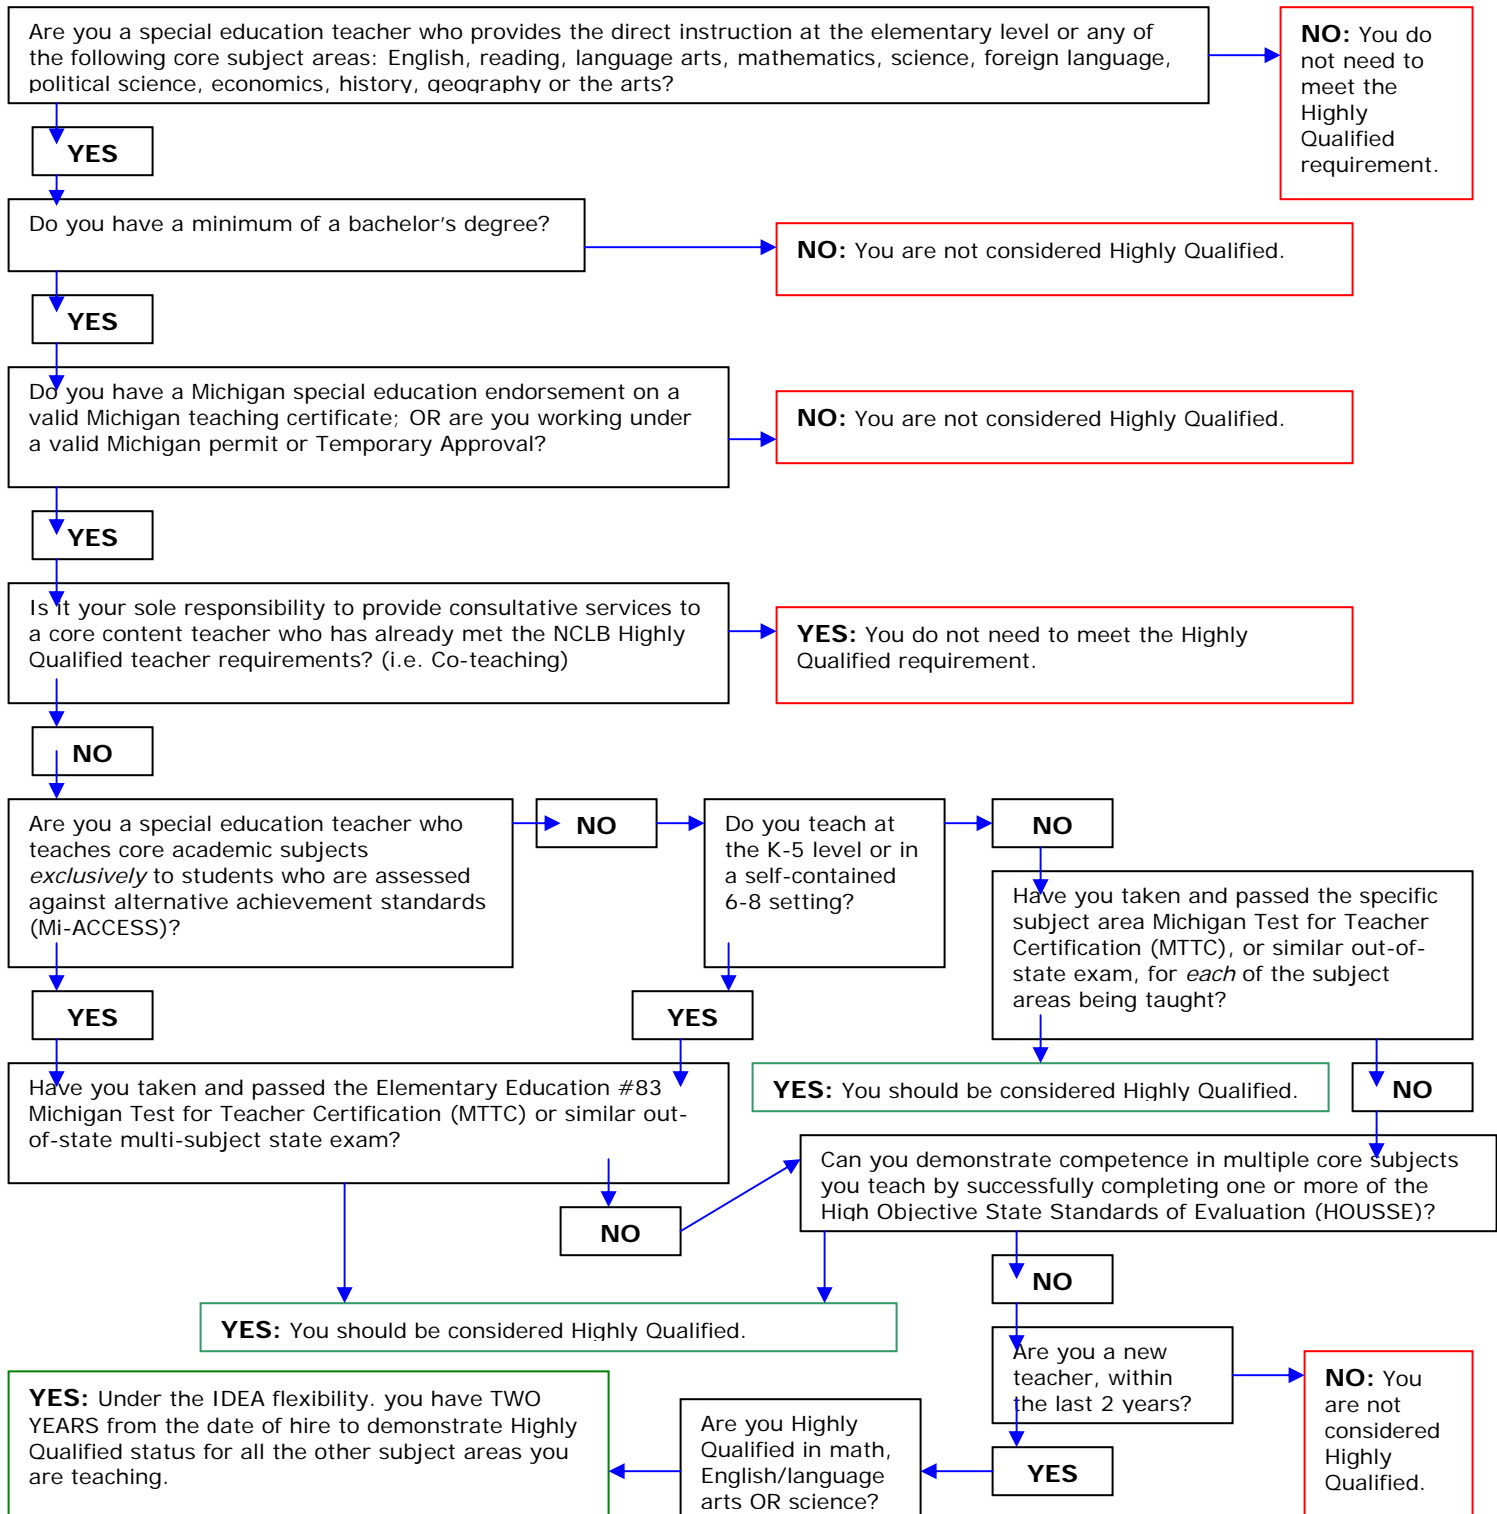 Are you a special education teacher who provides the direct instruction at the elementary level or any of
the following core subject areas: English, reading, language arts, mathematics, science, foreign language,
political science, economics, history, geography or the arts?
NO: You do
not need to
meet the
Highly
Qualified
requirement.
YES
Do you have a minimum of a bachelor's degree?
NO: You are not considered Highly Qualified.
YES
Do you have a Michigan special education endorsement on a
valid Michigan teaching certificate; OR are you working under
a valid Michigan permit or Temporary Approval?
NO: You are not considered Highly Qualified.
YES
Is it your sole responsibility to provide consultative services to
a core content teacher who has already met the NCLB Highly
Qualified teacher requirements? (i.e. Co-teaching)
YES: You do not need to meet the Highly
Qualified requirement.
NO
Are you a special education teacher who
teaches core academic subjects
exclusively to students who are assessed
against alternative achievement standards
(Mi-ACCESS)?
NO
Do you teach at
the K-5 level or in
a self-contained
6-8 setting?
NO
Have you taken and passed the specific
subject area Michigan Test for Teacher
Certification (MTTC), or similar out-of-
state exam, for each of the subject
areas being taught?
YES
YES
Have you taken and passed the Elementary Education #83
Michigan Test for Teacher Certification (MTTC) or similar out-
of-state multi-subject state exam?
YES: You should be considered Highly Qualified.
NO
Can you demonstrate competence in multiple core subjects
you teach by successfully completing one or more of the
High Objective State Standards of Evaluation (HOUSSE)?
NO
NO
YES: You should be considered Highly Qualified.
Are you a new
teacher, within
the last 2 years?
NO: You
are not
considered
Highly
Qualified.
YES
Are you Highly
Qualified in math,
English/language
arts OR science?
YES: Under the IDEA flexibility. you have TWO
YEARS from the date of hire to demonstrate Highly
Qualified status for all the other subject areas you
are teaching.